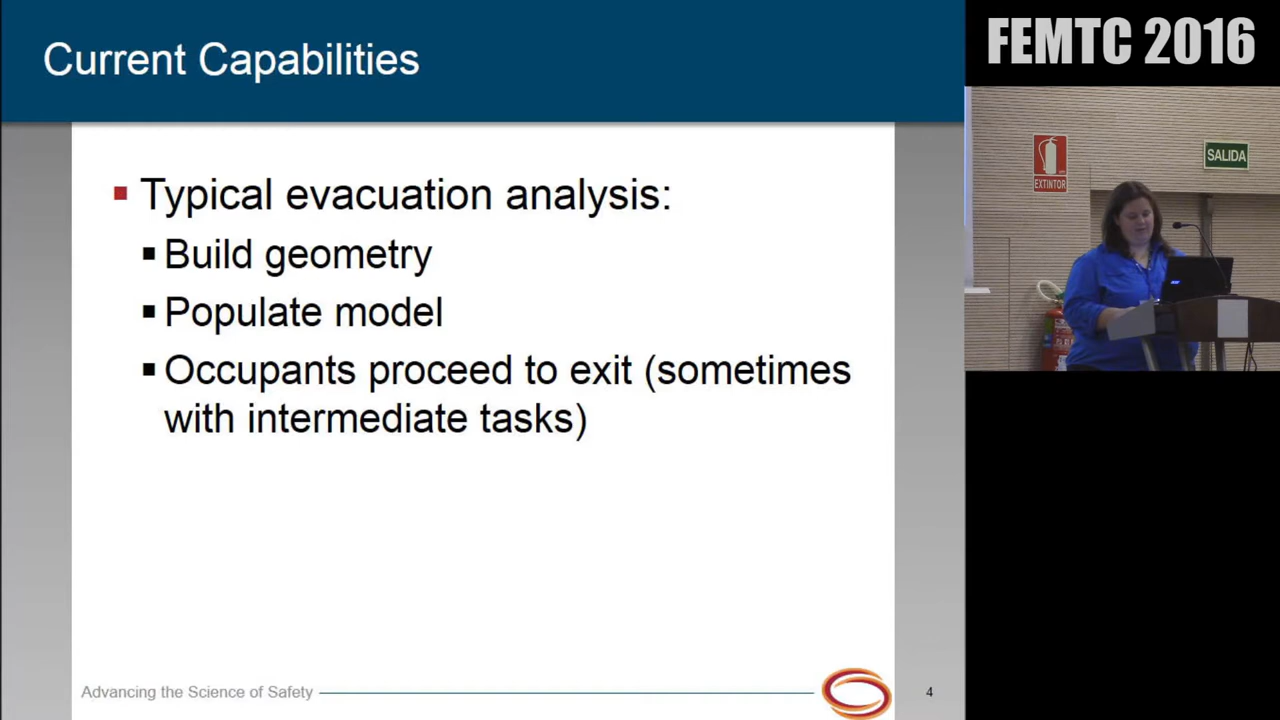 Current Capabilities
FEMTC 2016
Typical evacuation analysis:
Build geometry
Populate model
Occupants proceed to exit (sometimes
with intermediate tasks)
EXTINTOR
SALIDA
Advancing the Science of Safety
4